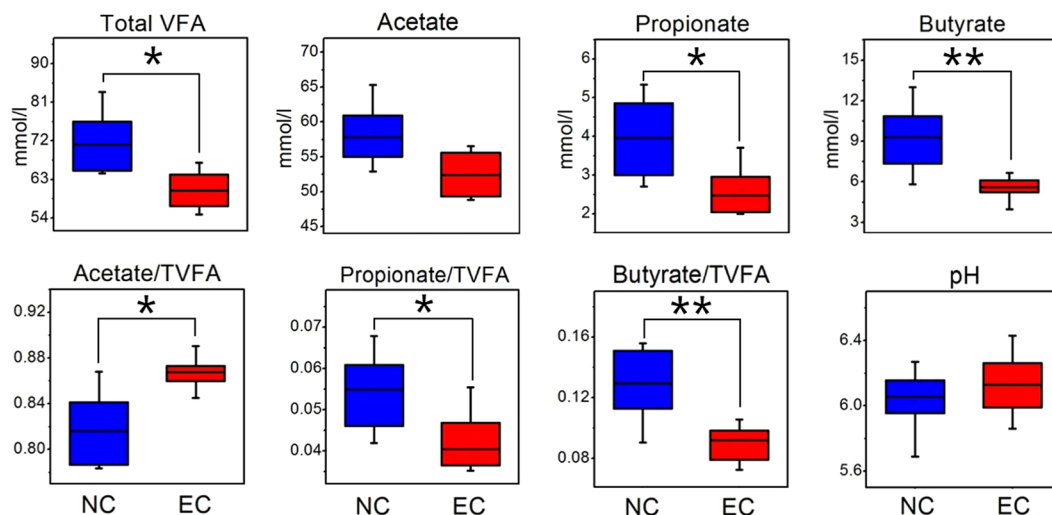 Total VFA
mmol/l
90
81
72
63
54
*
Acetate
mmol/l
70
65
60
55
50
45
Propionate
mmol/l
6
5
4
3
2
*
Butyrate
mmol/l
15
12
9
6
3
**
Acetate/TVFA
0.92
0.88
0.84
0.80
*
NC EC
Propionate/TVFA
0.07
0.06
0.05
0.04
*
NC EC
Butyrate/TVFA
0.16
0.12
0.08
**
NC EC
pH
6.4
6.0
5.6
NC EC